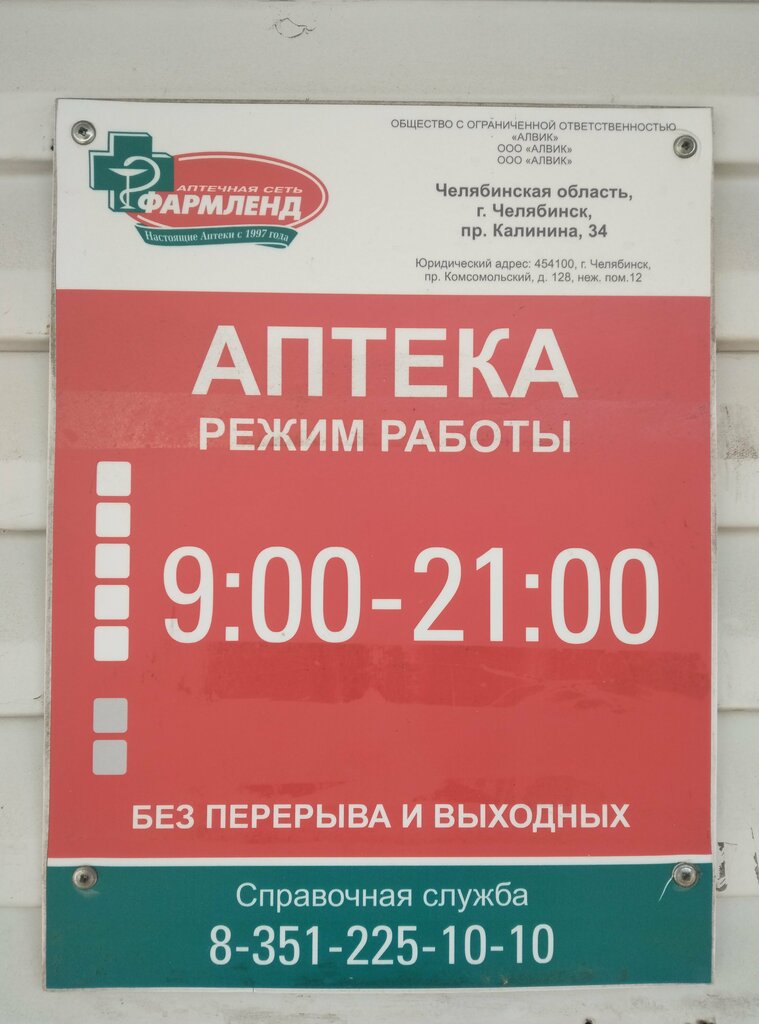 АПТЕЧНАЯ СЕТЬ
ФАРМЛЕНД
Настоящие Аптеки с 1997 года
ОБЩЕСТВО С ОГРАНИЧЕННОЙ ОТВЕТСТВЕННОСТЬЮ
«АЛВИК»
ООО «АЛВИК»
ООО «АЛВИК»
Челябинская область,
г. Челябинск,
пр. Калинина, 34
Юридический адрес: 454100, г. Челябинск,
пр. Комсомольский, д. 128, неж. пом.12
АПТЕКА
РЕЖИМ РАБОТЫ
9:00-21:00
БЕЗ ПЕРЕРЫВА И ВЫХОДНЫХ
Справочная служба
8-351-225-10-10